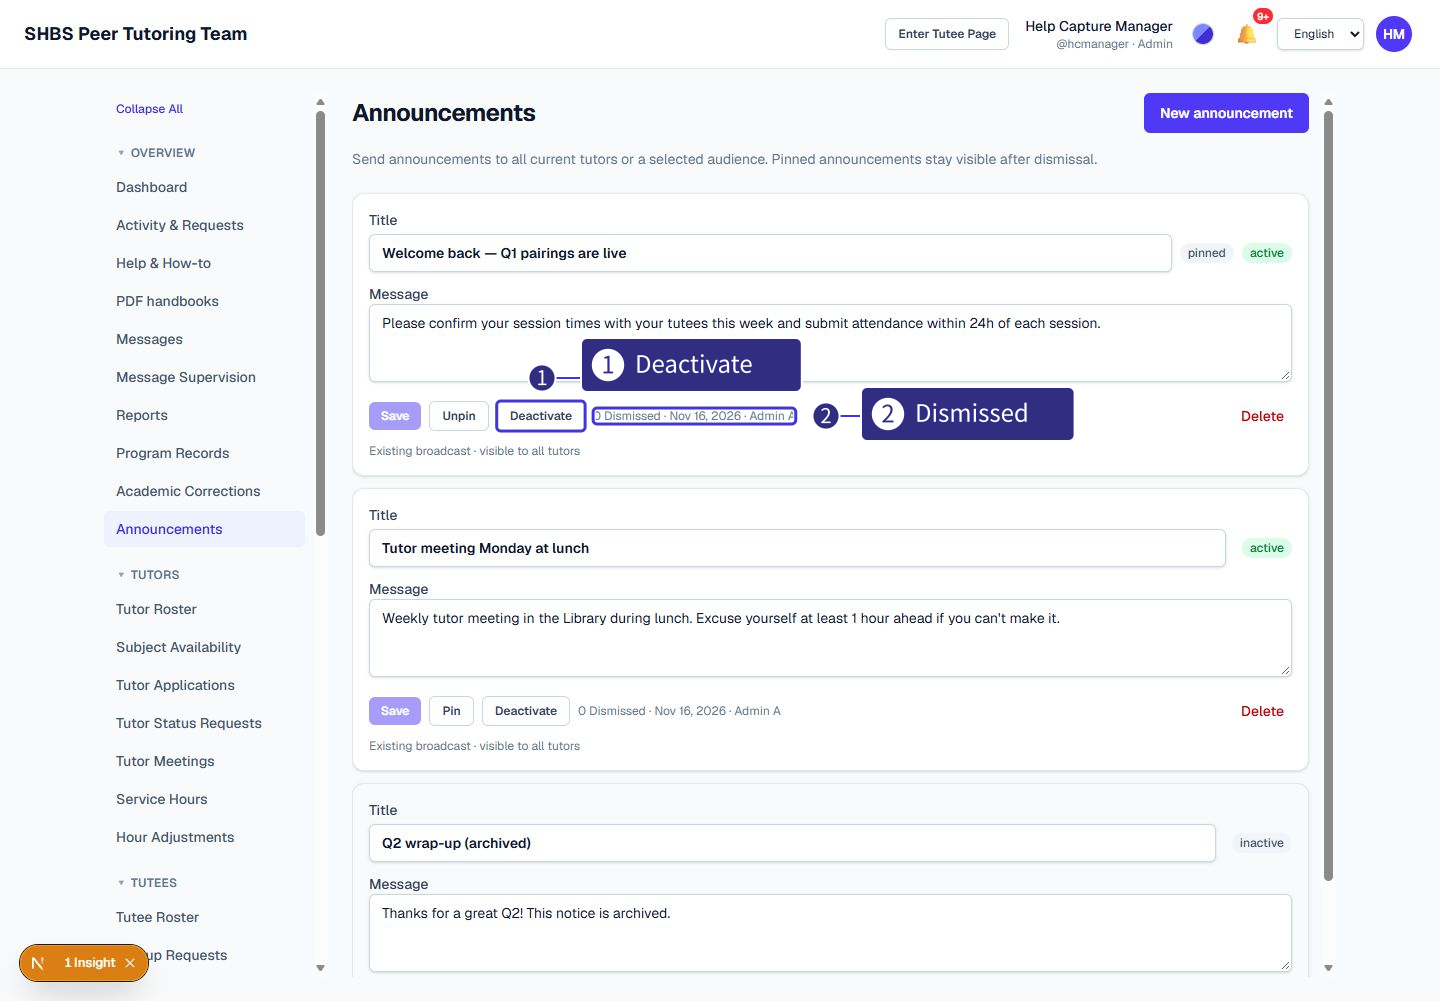 SHBS Peer Tutoring Team
Enter Tutee Page
Help Capture Manager
@hcmanager · Admin
9+
English
HM
Collapse All
OVERVIEW
Dashboard
Activity & Requests
Help & How-to
PDF handbooks
Messages
Message Supervision
Reports
Program Records
Academic Corrections
Announcements
TUTORS
Tutor Roster
Subject Availability
Tutor Applications
Tutor Status Requests
Tutor Meetings
Service Hours
Hour Adjustments
TUTEES
Tutee Roster
up Requests
N 1 Insight ×
Announcements
New announcement
Send announcements to all current tutors or a selected audience. Pinned announcements stay visible after dismissal.
Title
Welcome back — Q1 pairings are live pinned active
Message
Please confirm your session times with your tutees this week and submit attendance within 24h of each session.
1 1 Deactivate
Save Unpin Deactivate 0 Dismissed · Nov 16, 2026 · Admin A 2 2 Dismissed Delete
Existing broadcast · visible to all tutors
Title
Tutor meeting Monday at lunch active
Message
Weekly tutor meeting in the Library during lunch. Excuse yourself at least 1 hour ahead if you can't make it.
Save Pin Deactivate 0 Dismissed · Nov 16, 2026 · Admin A Delete
Existing broadcast · visible to all tutors
Title
Q2 wrap-up (archived) inactive
Message
Thanks for a great Q2! This notice is archived.